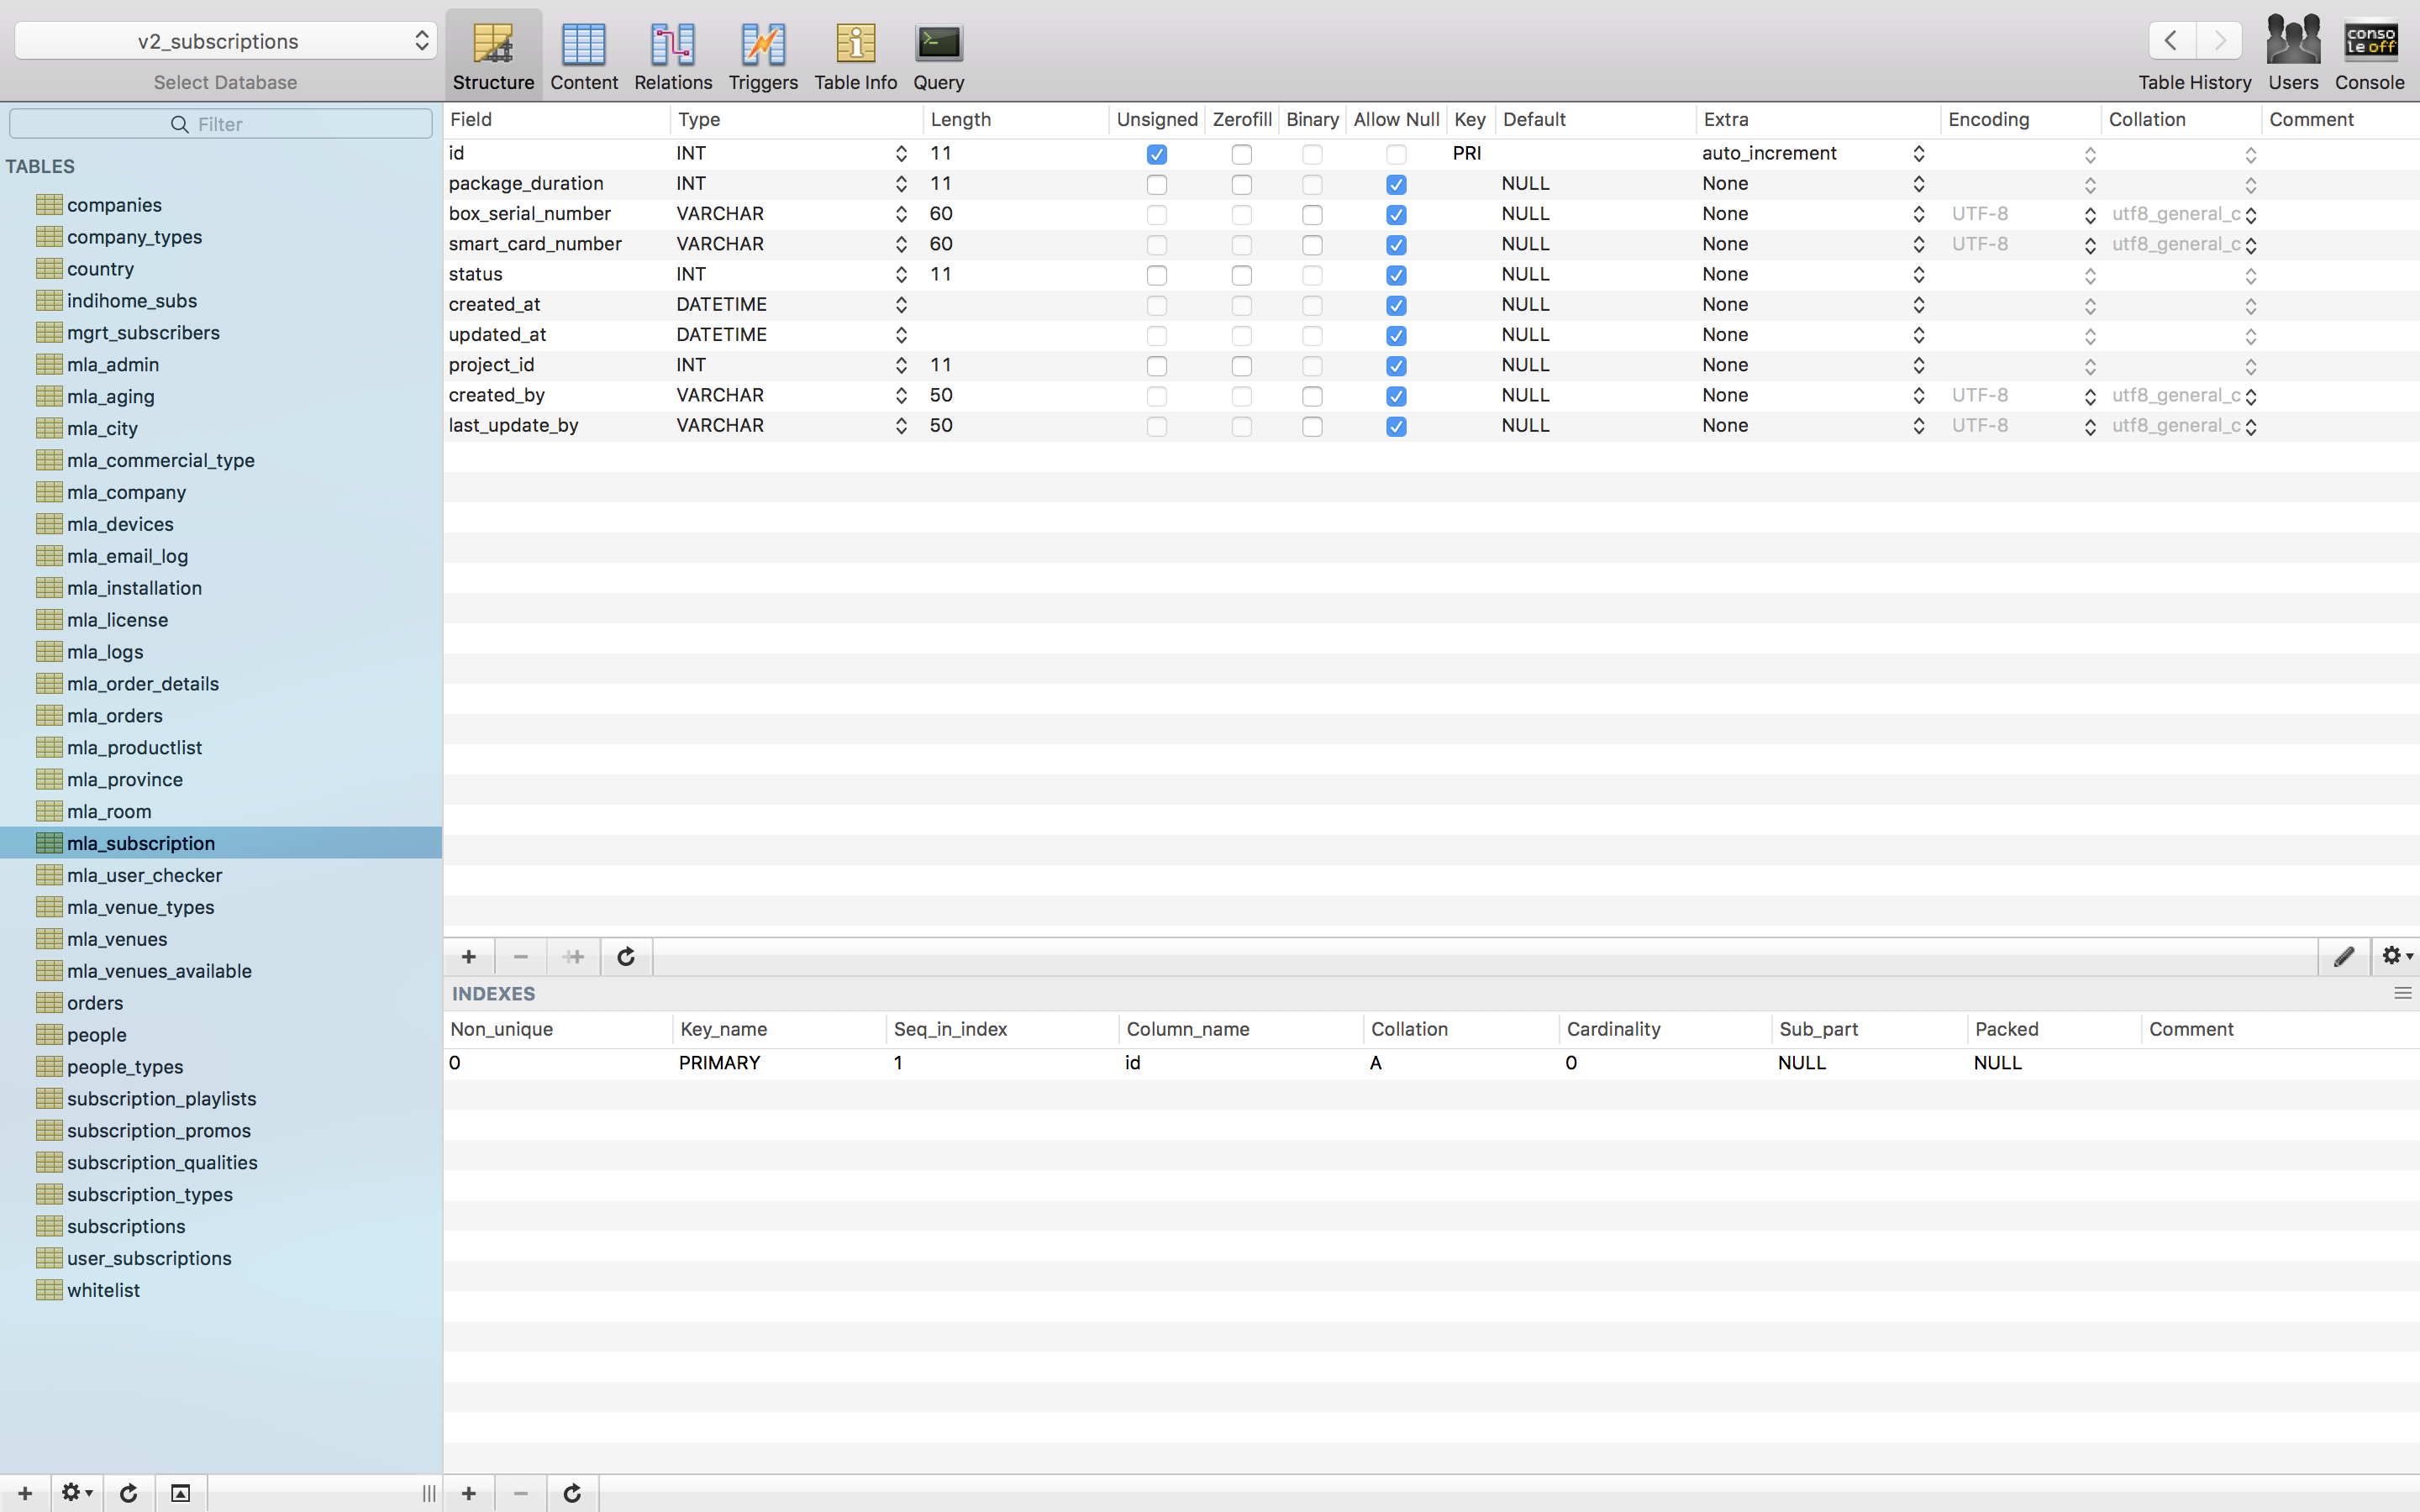 v2_subscriptions
Select Database
Structure
Content
Relations
Triggers
Table Info
Query
Table History
Users
conso
le off
Console
Filter
TABLES
companies
company_types
country
indihome_subs
mgrt_subscribers
mla_admin
mla_aging
mla_city
mla_commercial_type
mla_company
mla_devices
mla_email_log
mla_installation
mla_license
mla_logs
mla_order_details
mla_orders
mla_productlist
mla_province
mla_room
mla_subscription
mla_user_checker
mla_venue_types
mla_venues
mla_venues_available
orders
people
people_types
subscription_playlists
subscription_promos
subscription_qualities
subscription_types
subscriptions
user_subscriptions
whitelist
Field Type Length Unsigned Zerofill Binary Allow Null Key Default Extra Encoding Collation Comment
id INT 11 PRI auto_increment
package_duration INT 11 NULL None
box_serial_number VARCHAR 60 NULL None UTF-8 utf8_general_c
smart_card_number VARCHAR 60 NULL None UTF-8 utf8_general_c
status INT 11 NULL None
created_at DATETIME NULL None
updated_at DATETIME NULL None
project_id INT 11 NULL None
created_by VARCHAR 50 NULL None UTF-8 utf8_general_c
last_update_by VARCHAR 50 NULL None UTF-8 utf8_general_c
INDEXES
Non_unique Key_name Seq_in_index Column_name Collation Cardinality Sub_part Packed Comment
0 PRIMARY 1 id A 0 NULL NULL